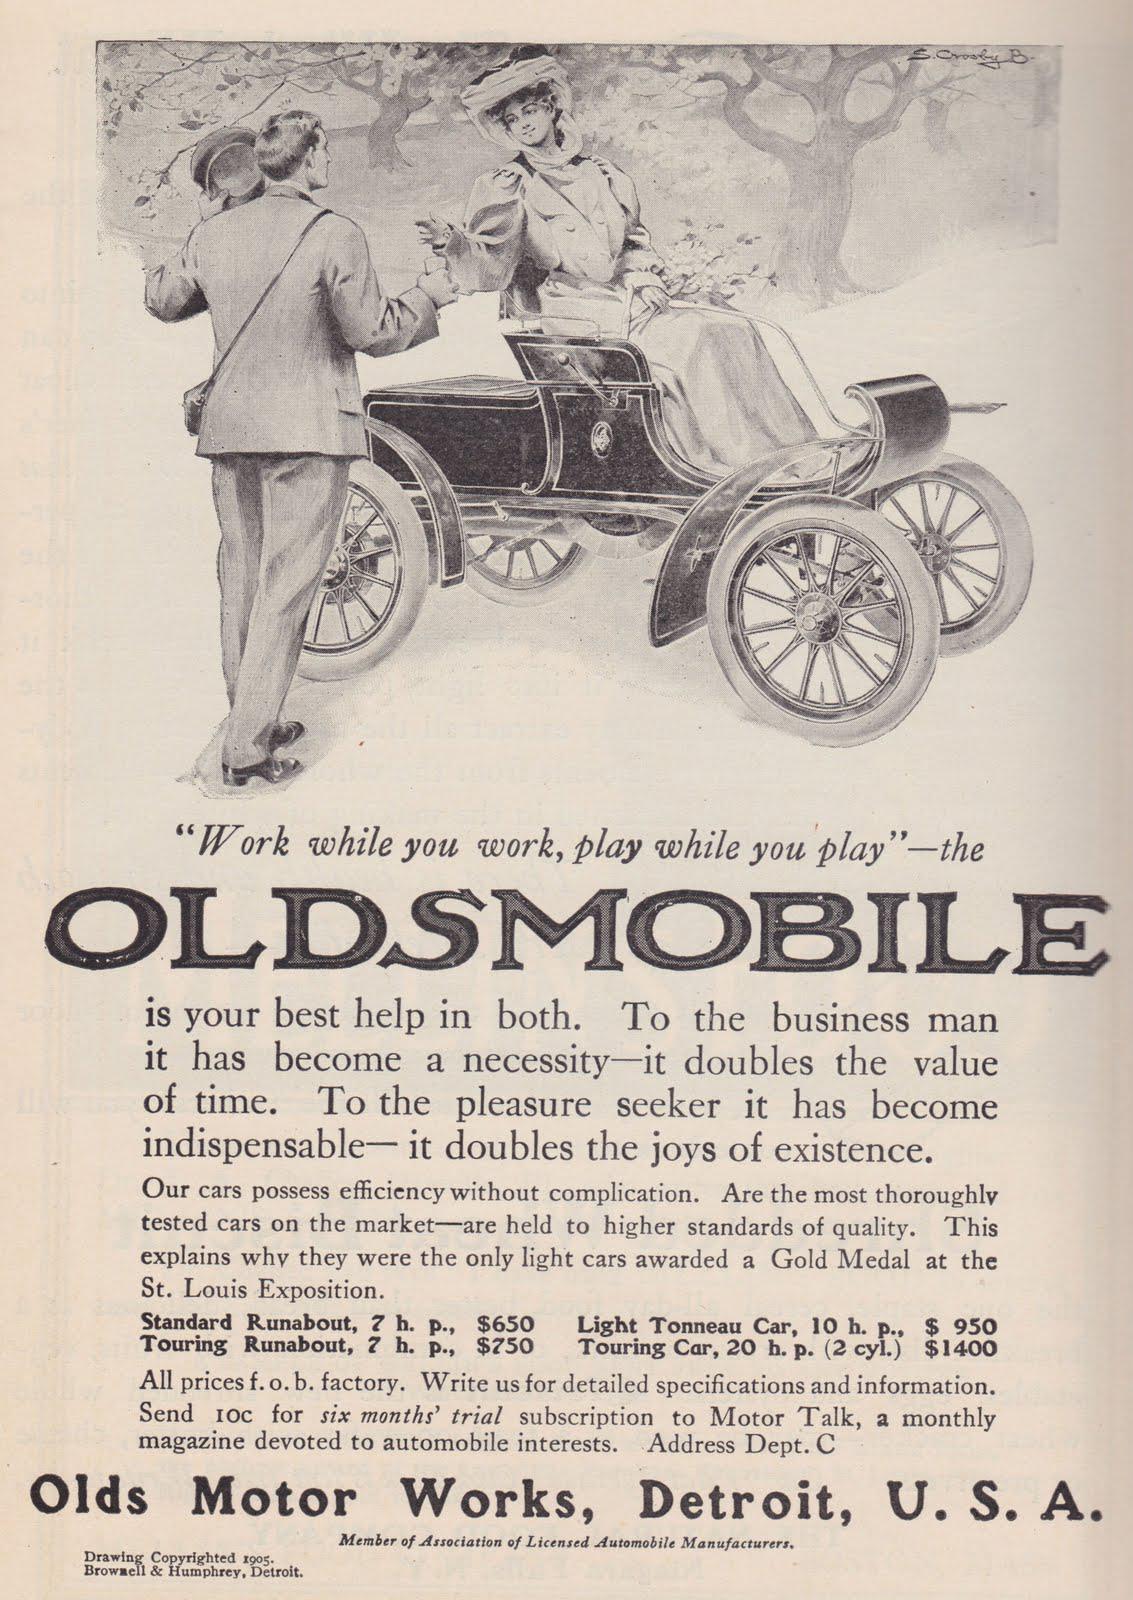 S. Crosby B.
"Work while you work, play while you play"—the
OLDSMOBILE
is your best help in both. To the business man
it has become a necessity—it doubles the value
of time. To the pleasure seeker it has become
indispensable— it doubles the joys of existence.
Our cars possess efficiency without complication. Are the most thoroughly
tested cars on the market—are held to higher standards of quality. This
explains why they were the only light cars awarded a Gold Medal at the
St. Louis Exposition.
Standard Runabout, 7 h. p., $650 Light Tonneau Car, 10 h. p., $ 950
Touring Runabout, 7 h. p., $750 Touring Car, 20 h. p. (2 cyl.) $1400
All prices f. o. b. factory. Write us for detailed specifications and information.
Send 10c for six months' trial subscription to Motor Talk, a monthly
magazine devoted to automobile interests. Address Dept. C
Olds Motor Works, Detroit, U. S. A.
Member of Association of Licensed Automobile Manufacturers.
Drawing Copyrighted 1905.
Brownell & Humphrey, Detroit.